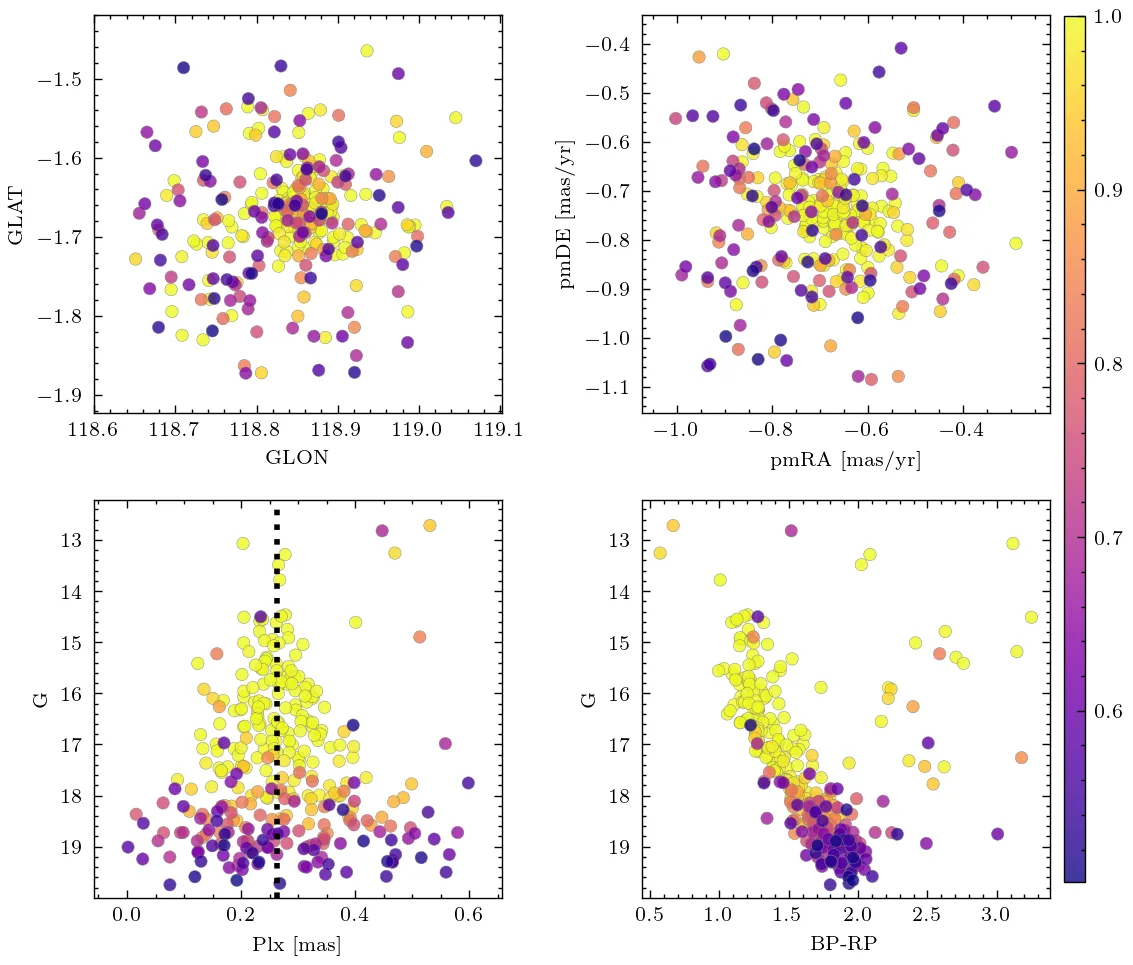 −1.5
−1.6
−1.7
−1.8
−1.9
GLAT
118.6 118.7 118.8 118.9 119.0 119.1
GLON
−0.4
−0.5
−0.6
−0.7
−0.8
−0.9
−1.0
−1.1
pmDE [mas/yr]
−1.0 −0.8 −0.6 −0.4
pmRA [mas/yr]
13
14
15
16
17
18
19
G
0.0 0.2 0.4 0.6
Plx [mas]
13
14
15
16
17
18
19
G
0.5 1.0 1.5 2.0 2.5 3.0
BP-RP
1.0
0.9
0.8
0.7
0.6